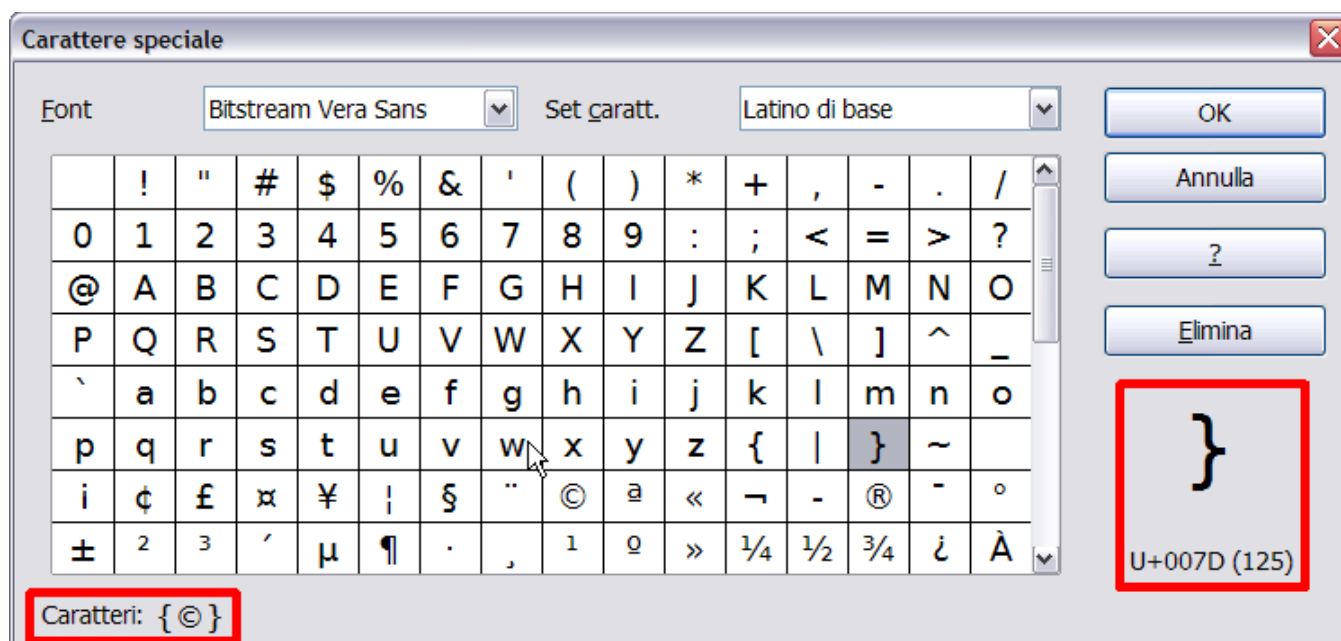 Carattere speciale
Font Bitstream Vera Sans Set caratt. Latino di base OK
! " # $ % & ' ( ) * + , - . / Annulla
0 1 2 3 4 5 6 7 8 9 : ; < = > ?
?
@ A B C D E F G H I J K L M N O
P Q R S T U V W X Y Z [ \ ] ^ _ Elimina
` a b c d e f g h i j k l m n o
p q r s t u v w x y z { | } ~ }
¡ ¢ £ ¤ ¥ ¦ § ¨ © ª « ¬ - ® ¯ °
± ² ³ ´ µ ¶ · ¸ ¹ º » ¼ ½ ¾ ¿ À U+007D (125)
Caratteri: { © }